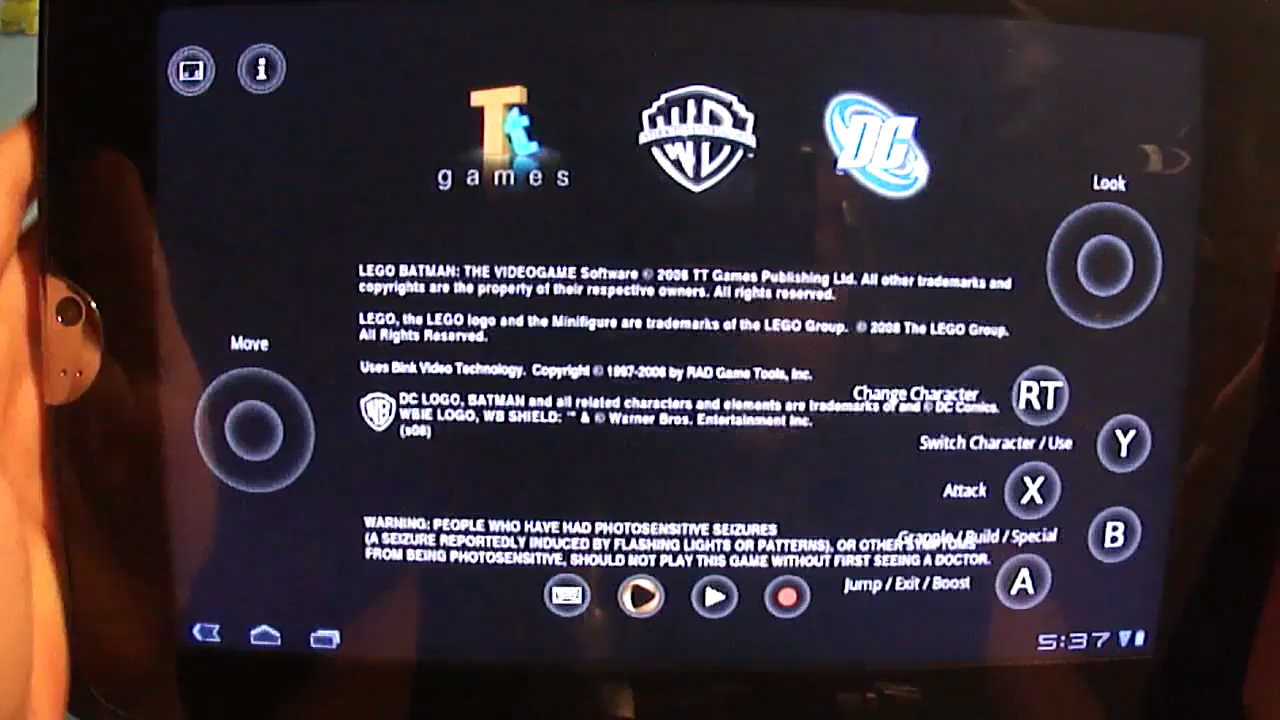 i
Tt
games
WB
DC
Look
LEGO BATMAN: THE VIDEOGAME Software © 2008 TT Games Publishing Ltd. All other trademarks and
copyrights are the property of their respective owners. All rights reserved.
LEGO, the LEGO logo and the Minifigure are trademarks of the LEGO Group. © 2008 The LEGO Group.
All Rights Reserved.
Move
Uses Bink Video Technology. Copyright © 1997-2008 by RAD Game Tools, Inc.
Change Character
RT
WB
DC LOGO, BATMAN and all related characters and elements are trademarks of and © DC Comics.
WBIE LOGO, WB SHIELD: ™ & © Warner Bros. Entertainment Inc.
(s08)
Switch Character / Use
Y
Attack
X
WARNING: PEOPLE WHO HAVE HAD PHOTOSENSITIVE SEIZURES
(A SEIZURE REPORTEDLY INDUCED BY FLASHING LIGHTS OR PATTERNS), OR OTHER SYMPTOMS
FROM BEING PHOTOSENSITIVE, SHOULD NOT PLAY THIS GAME WITHOUT FIRST SEEING A DOCTOR.
Grapple / Build / Special
B
Jump / Exit / Boost
A
5:37